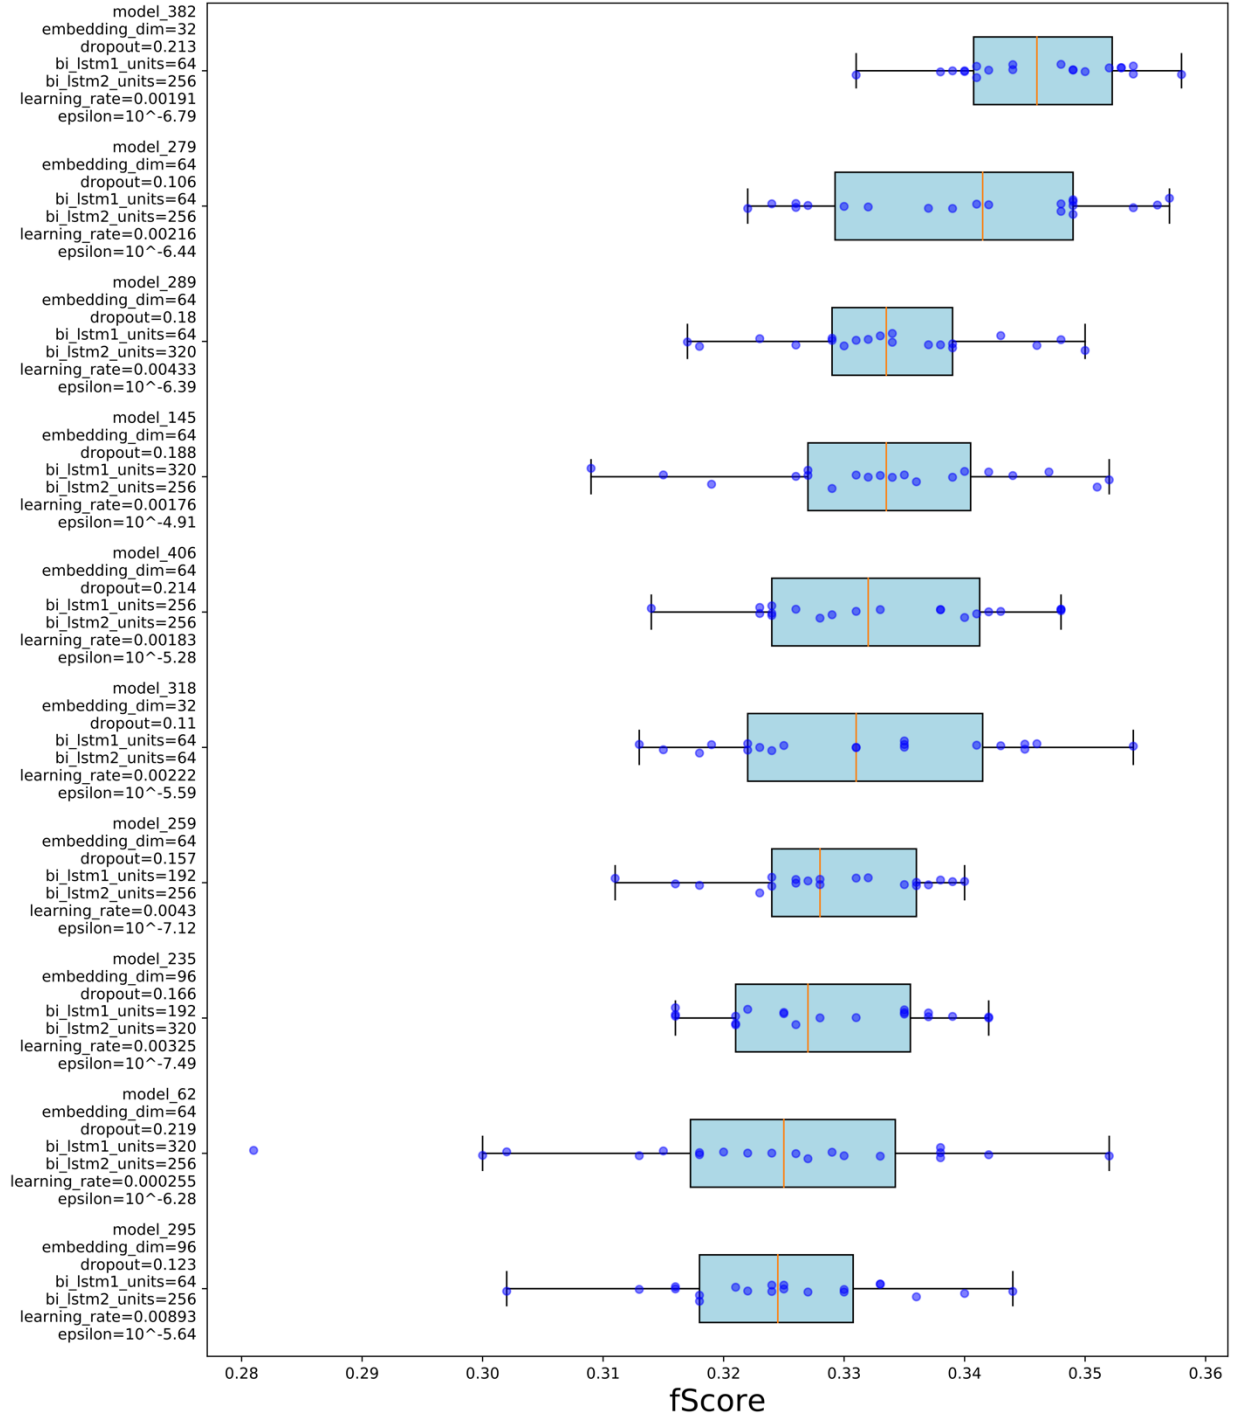 model_382
embedding_dim=32
dropout=0.213
bi_lstm1_units=64
bi_lstm2_units=256
learning_rate=0.00191
epsilon=10^-6.79
model_279
embedding_dim=64
dropout=0.106
bi_lstm1_units=64
bi_lstm2_units=256
learning_rate=0.00216
epsilon=10^-6.44
model_289
embedding_dim=64
dropout=0.18
bi_lstm1_units=64
bi_lstm2_units=320
learning_rate=0.00433
epsilon=10^-6.39
model_145
embedding_dim=64
dropout=0.188
bi_lstm1_units=320
bi_lstm2_units=256
learning_rate=0.00176
epsilon=10^-4.91
model_406
embedding_dim=64
dropout=0.214
bi_lstm1_units=256
bi_lstm2_units=256
learning_rate=0.00183
epsilon=10^-5.28
model_318
embedding_dim=32
dropout=0.11
bi_lstm1_units=64
bi_lstm2_units=64
learning_rate=0.00222
epsilon=10^-5.59
model_259
embedding_dim=64
dropout=0.157
bi_lstm1_units=192
bi_lstm2_units=256
learning_rate=0.0043
epsilon=10^-7.12
model_235
embedding_dim=96
dropout=0.166
bi_lstm1_units=192
bi_lstm2_units=320
learning_rate=0.00325
epsilon=10^-7.49
model_62
embedding_dim=64
dropout=0.219
bi_lstm1_units=320
bi_lstm2_units=256
learning_rate=0.000255
epsilon=10^-6.28
model_295
embedding_dim=96
dropout=0.123
bi_lstm1_units=64
bi_lstm2_units=256
learning_rate=0.00893
epsilon=10^-5.64
0.28 0.29 0.30 0.31 0.32 0.33 0.34 0.35 0.36
fScore